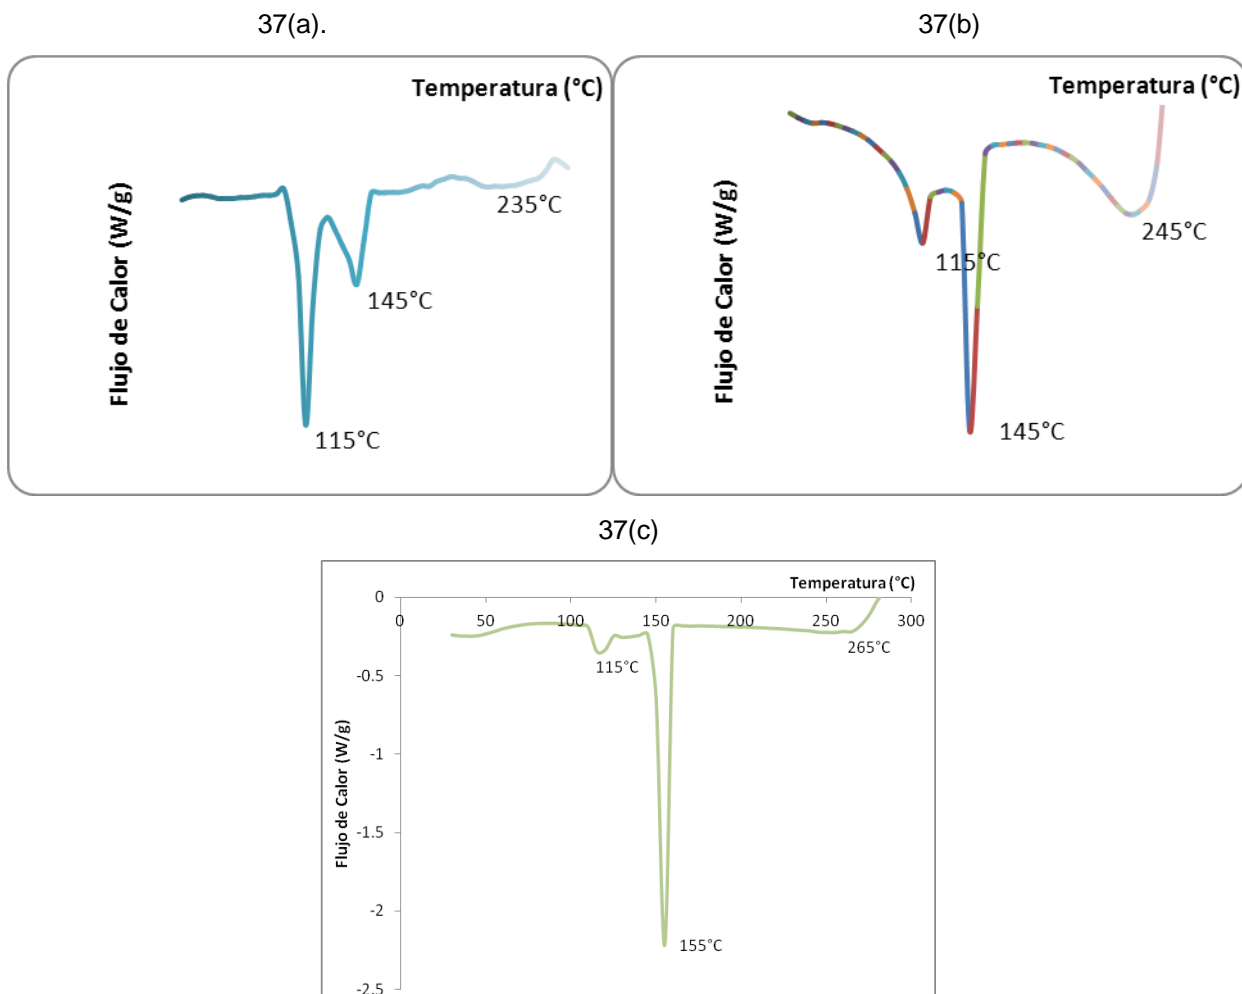 37(a).
37(b)
Temperatura (°C)
Flujo de Calor (W/g)
235°C
145°C
115°C
Temperatura (°C)
Flujo de Calor (W/g)
245°C
115°C
145°C
37(c)
Temperatura (°C)
0
0 50 100 150 200 250 300
265°C
115°C
-0.5
Flujo de Calor (W/g)
-1
-1.5
-2
155°C
-2.5